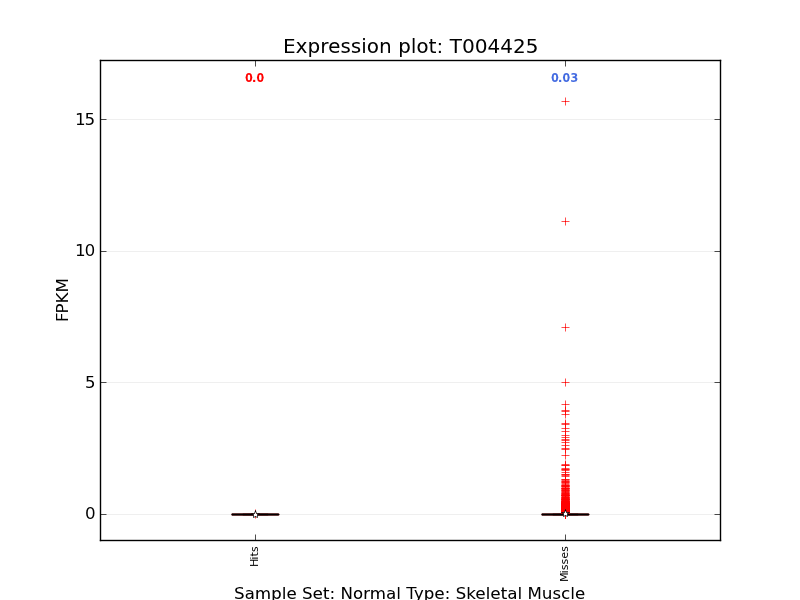 Expression plot: T004425
0.0
0.03
15
10
5
0
FPKM
Hits
Misses
Sample Set: Normal Type: Skeletal Muscle